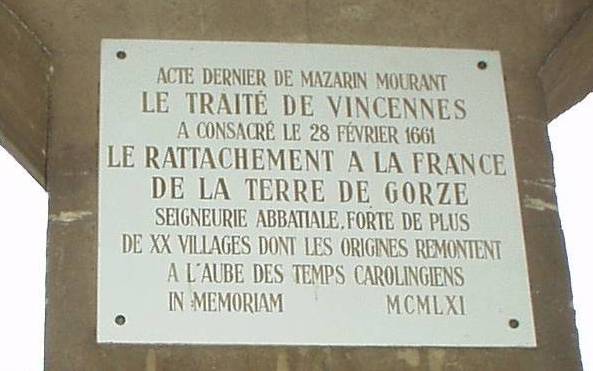 ACTE DERNIER DE MAZARIN MOURANT
LE TRAITÉ DE VINCENNES
A CONSACRÉ LE 28 FÉVRIER 1661
LE RATTACHEMENT A LA FRANCE
DE LA TERRE DE GORZE
SEIGNEURIE ABBATIALE, FORTE DE PLUS
DE XX VILLAGES DONT LES ORIGINES REMONTENT
A L'AUBE DES TEMPS CAROLINGIENS
IN MEMORIAM MCMLXI